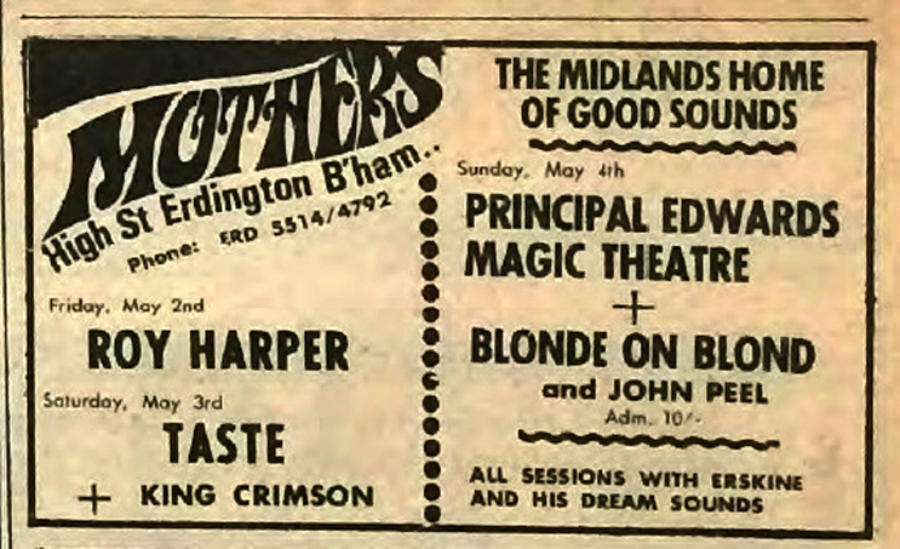 MOTHERS
High St Erdington B'ham..
Phone: ERD 5514/4792
Friday, May 2nd
ROY HARPER
Saturday, May 3rd
TASTE
+ KING CRIMSON
THE MIDLANDS HOME
OF GOOD SOUNDS
Sunday, May 4th
PRINCIPAL EDWARDS
MAGIC THEATRE
+
BLONDE ON BLOND
and JOHN PEEL
Adm. 10/-
ALL SESSIONS WITH ERSKINE
AND HIS DREAM SOUNDS